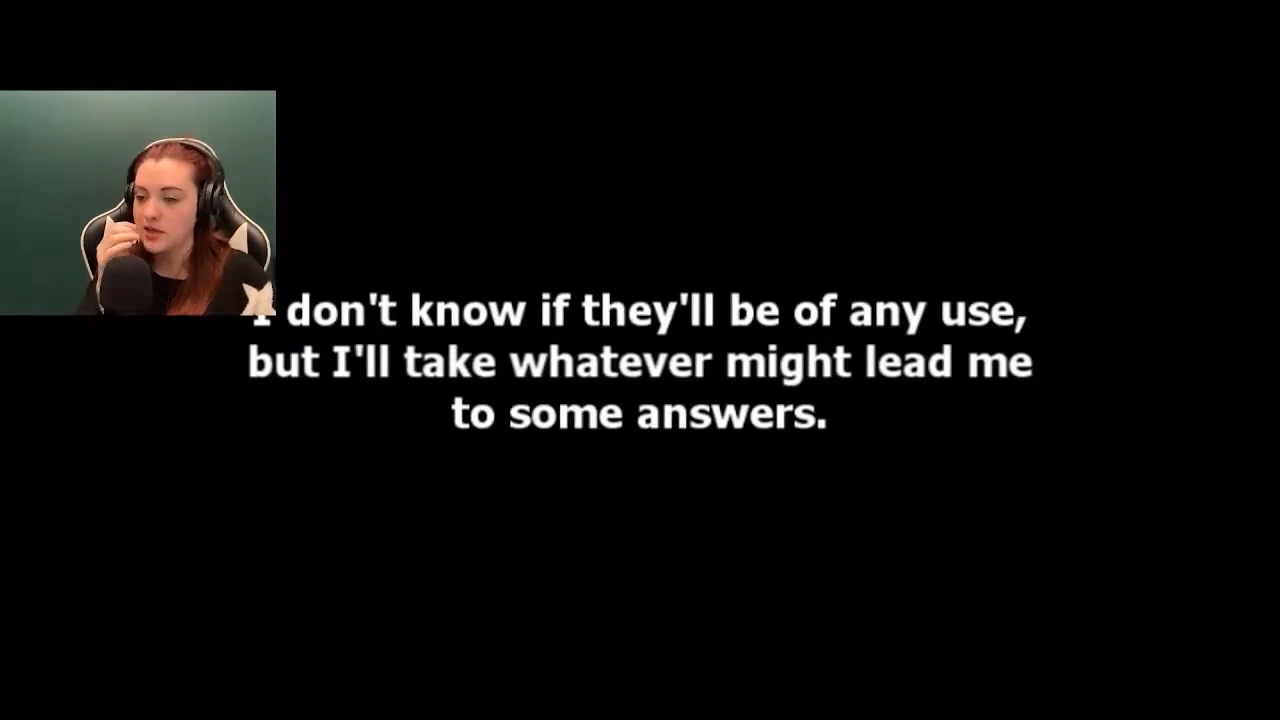 I don't know if they'll be of any use,
but I'll take whatever might lead me
to some answers.